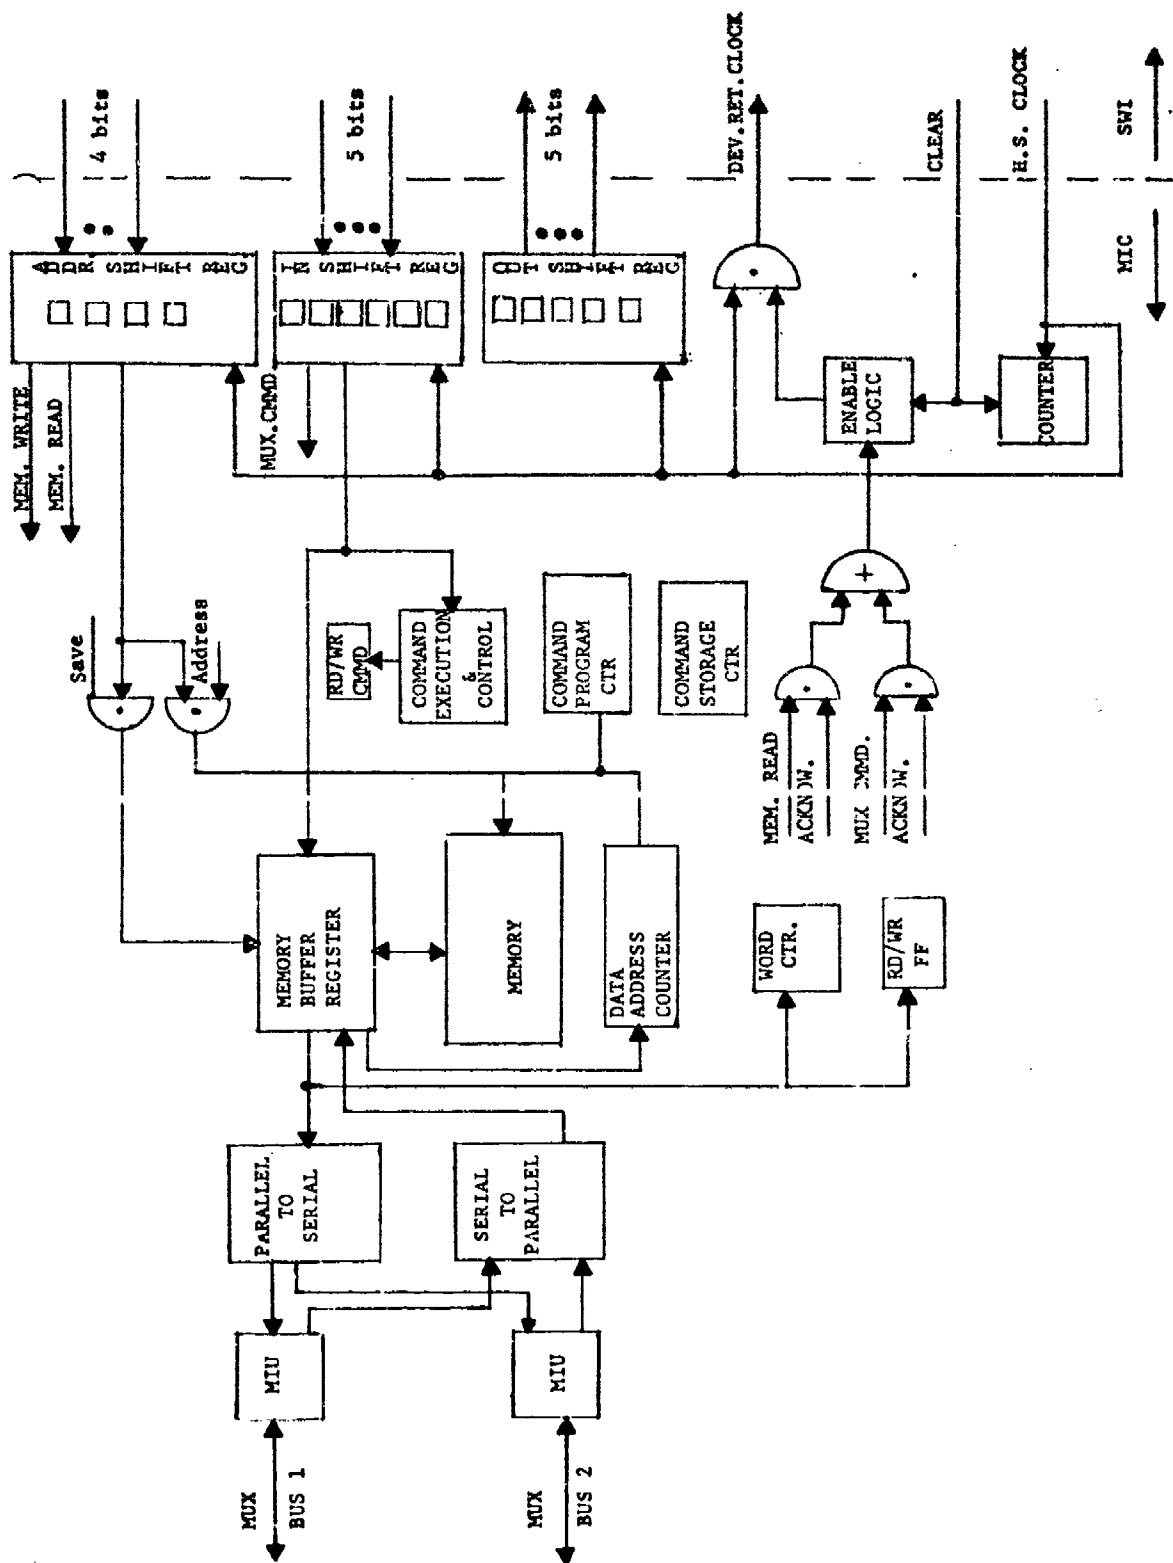 MUX
BUS 1
MUX
BUS 2
MIU
MIU
PARALLEL
TO
SERIAL
SERIAL
TO
PARALLEL
MEMORY
BUFFER
REGISTER
MEMORY
DATA
ADDRESS
COUNTER
WORD
CTR.
RD/WR
FF
Save
Address
RD/WR
CMMD
COMMAND
EXECUTION
&
CONTROL
COMMAND
PROGRAM
CTR
COMMAND
STORAGE
CTR
MEM. READ
ACKNOW.
MUX CMMD.
ACKNOW.
+
MEM. WRITE
MEM. READ
MUX.CMMD
ADDR SHIFT REG
IN SHIFT REG
OUT SHIFT REG
ENABLE
LOGIC
COUNTER
4 bits
5 bits
5 bits
DEV.RET.CLOCK
CLEAR
H.S. CLOCK
MIC
SWI